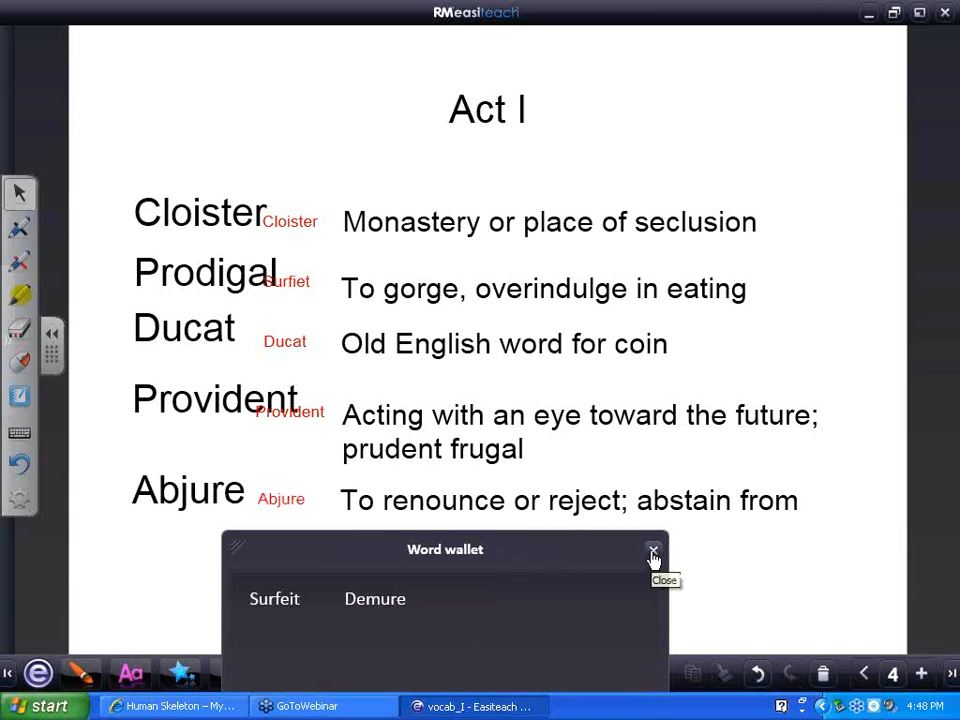 RMeasiteach
Act I
Cloister Cloister Monastery or place of seclusion
Prodigal Surfiet To gorge, overindulge in eating
Ducat Ducat Old English word for coin
Provident Provident Acting with an eye toward the future;
prudent frugal
Abjure Abjure To renounce or reject; abstain from
Word wallet
Close
Surfeit Demure
Aa 4
start Human Skeleton – My... GoToWebinar vocab_I - Easiteach ... 4:48 PM